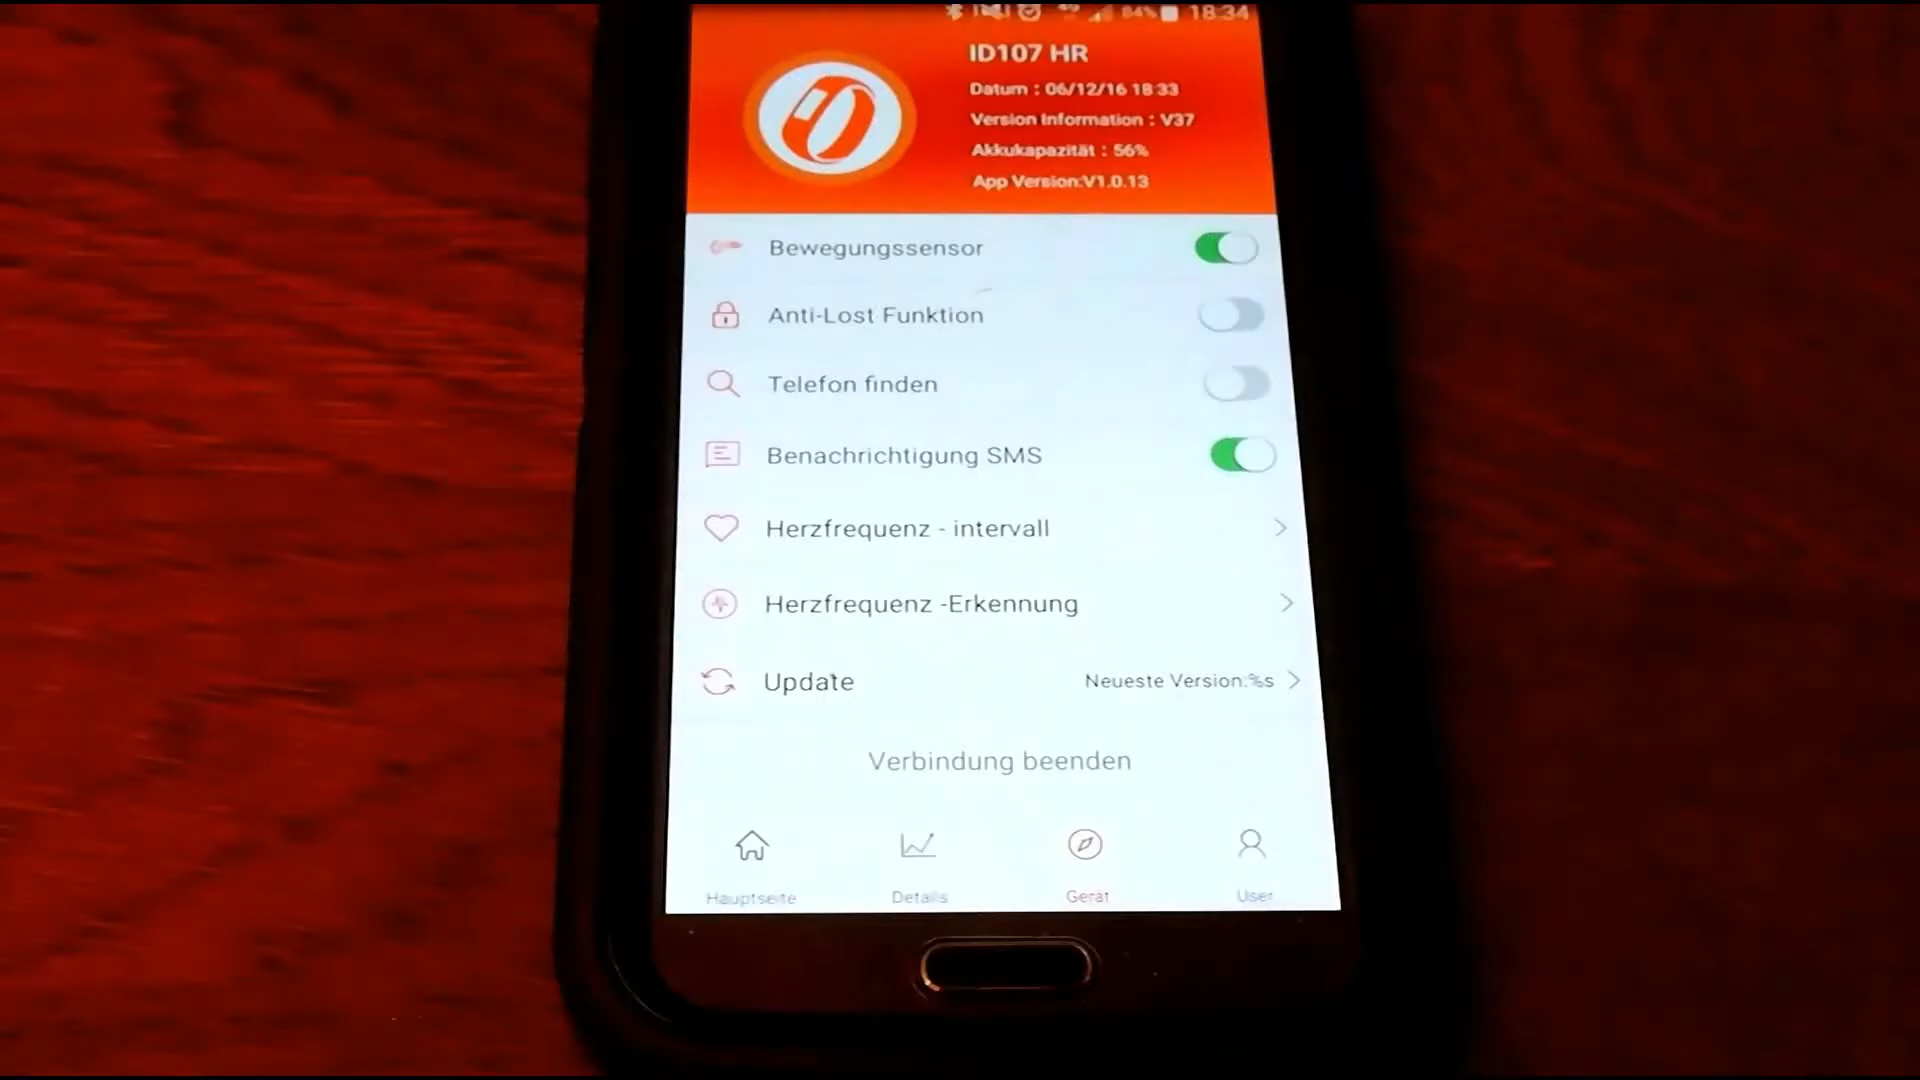 84% 18:34
ID107 HR
Datum : 06/12/16 18:33
Version Information : V37
Akkukapazität : 56%
App Version:V1.0.13
Bewegungssensor
Anti-Lost Funktion
Telefon finden
Benachrichtigung SMS
Herzfrequenz - intervall
Herzfrequenz -Erkennung
Update Neueste Version:%s
Verbindung beenden
Hauptseite Details Gerät User